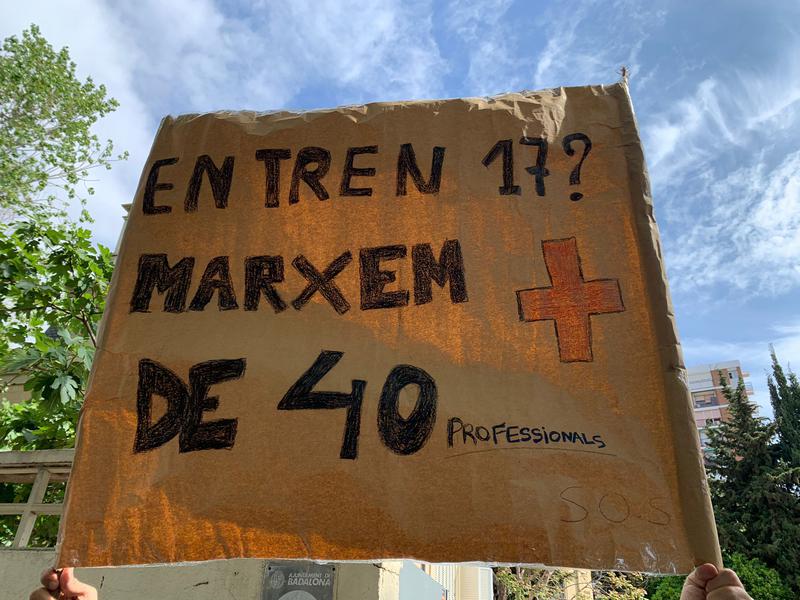 ENTREN 17?
MARXEM +
DE 40 PROFESSIONALS
S.O.S
AJUNTAMENT DE
BADALONA